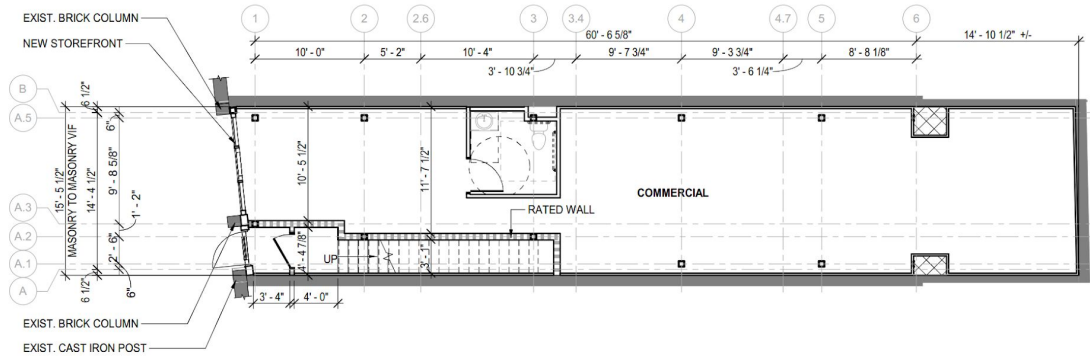 EXIST. BRICK COLUMN
NEW STOREFRONT
1
2
2.6
3
3.4
4
4.7
5
6
60' - 6 5/8"
14' - 10 1/2" +/-
10' - 0"
5' - 2"
10' - 4"
9' - 7 3/4"
9' - 3 3/4"
8' - 8 1/8"
3' - 10 3/4"
3' - 6 1/4"
B
A.5
A.3
A.2
A.1
A
15' - 5 1/2"
MASONRY TO MASONRY VIF
6 1/2"
14' - 4 1/2"
6 1/2"
6"
9' - 8 5/8"
1' - 2"
2' - 6"
6"
10' - 5 1/2"
11' - 7 1/2"
COMMERCIAL
RATED WALL
UP
4' - 4 7/8"
3' - 1"
3' - 4"
4' - 0"
EXIST. BRICK COLUMN
EXIST. CAST IRON POST